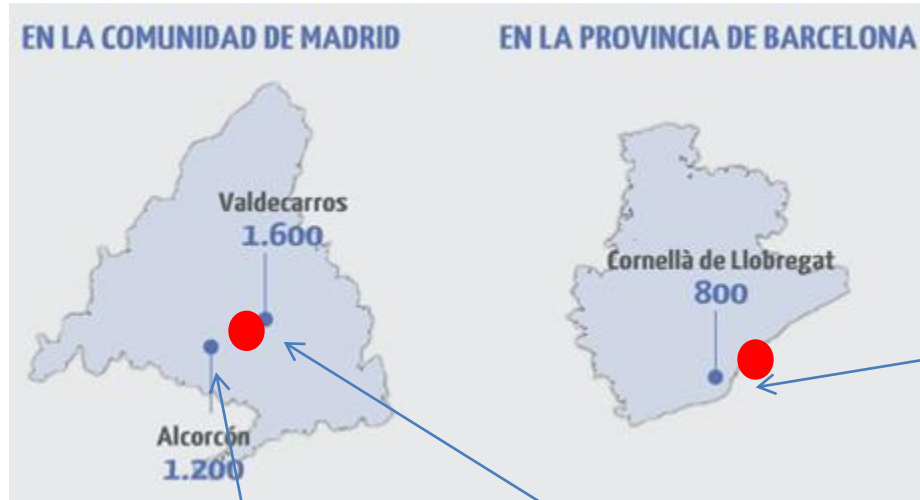 EN LA COMUNIDAD DE MADRID
Valdecarros
1.600
Alcorcón
1.200
EN LA PROVINCIA DE BARCELONA
Cornellà de Llobregat
800